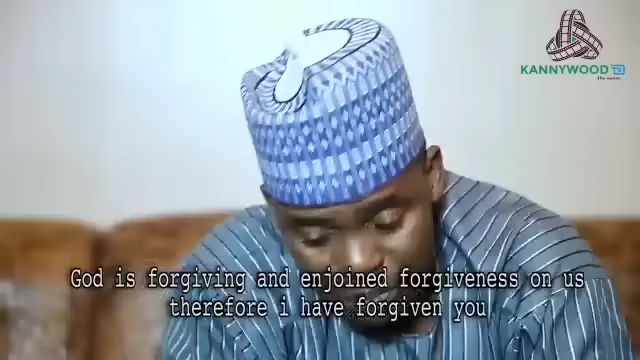 KANNYWOOD TV
God is forgiving and enjoined forgiveness on us
therefore i have forgiven you